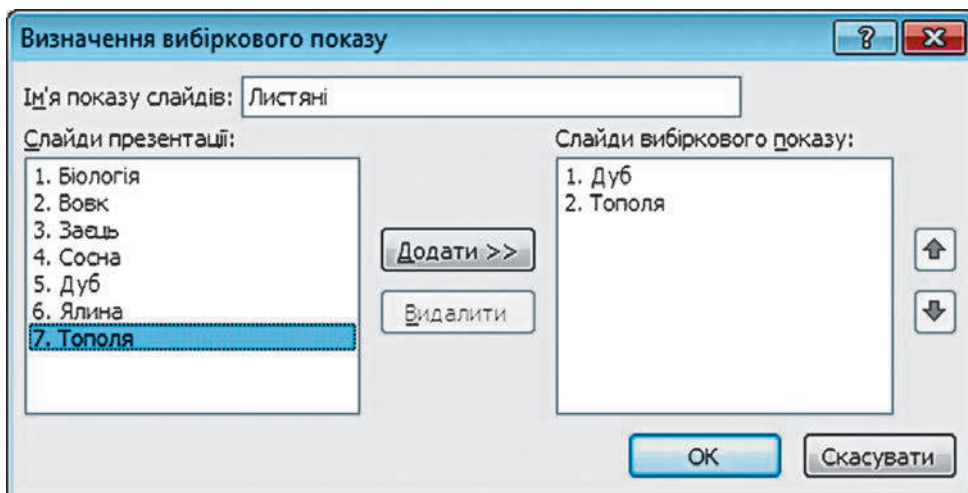 Визначення вибіркового показу
Ім'я показу слайдів: Листяні
Слайди презентації:
1. Біологія
2. Вовк
3. Заєць
4. Сосна
5. Дуб
6. Ялина
7. Тополя
Додати >>
Видалити
Слайди вибіркового показу:
1. Дуб
2. Тополя
ОК
Скасувати